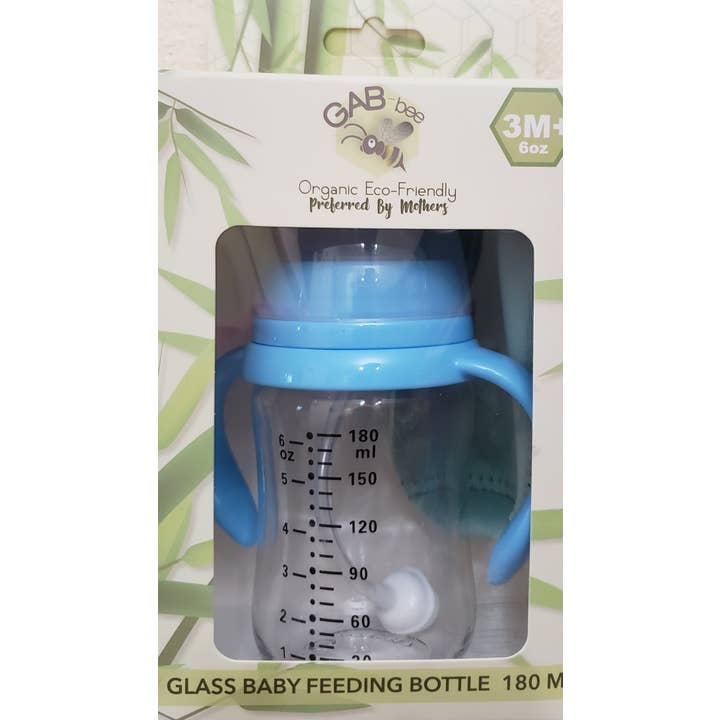 GAB-bee
3M+
6oz
Organic Eco-Friendly
Preferred By Mothers
6 180
oz ml
5 150
4 120
3 90
2 60
1 30
GLASS BABY FEEDING BOTTLE 180 M